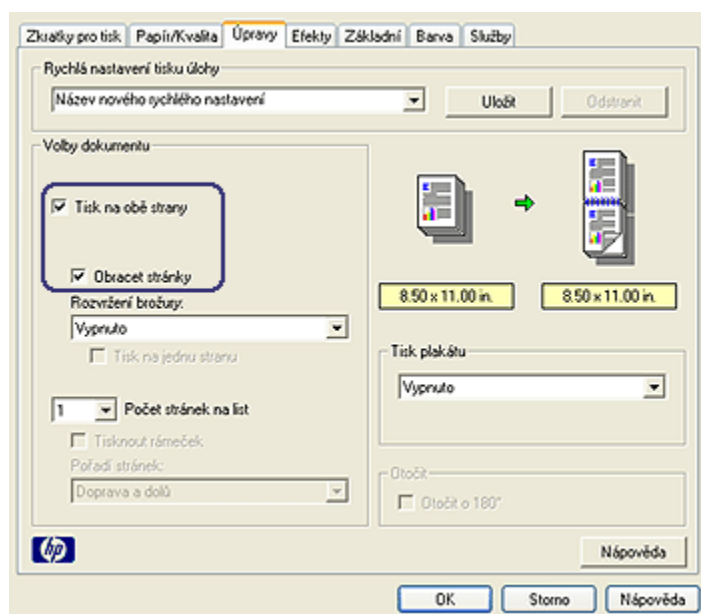 Zkratky pro tisk Papír/Kvalita Úpravy Efekty Základní Barva Služby
Rychlá nastavení tisku úlohy
Název nového rychlého nastavení Uložit Odstranit
Volby dokumentu
Tisk na obě strany
Obracet stránky
Rozvržení brožury:
Vypnuto
Tisk na jednu stranu
1 Počet stránek na list
Tisknout rámeček
Pořadí stránek:
Doprava a dolů
8.50 x 11.00 in. 8.50 x 11.00 in.
Tisk plakátu
Vypnuto
Otočit
Otočit o 180°
hp Nápověda
OK Storno Nápověda